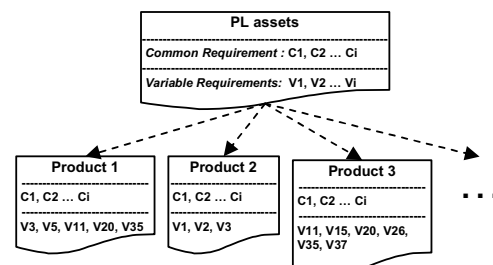 PL assets
Common Requirement : C1, C2 ... Ci
Variable Requirements: V1, V2 ... Vi
Product 1
C1, C2 ... Ci
V3, V5, V11, V20, V35
Product 2
C1, C2 ... Ci
V1, V2, V3
Product 3
C1, C2 ... Ci
V11, V15, V20, V26,
V35, V37
...